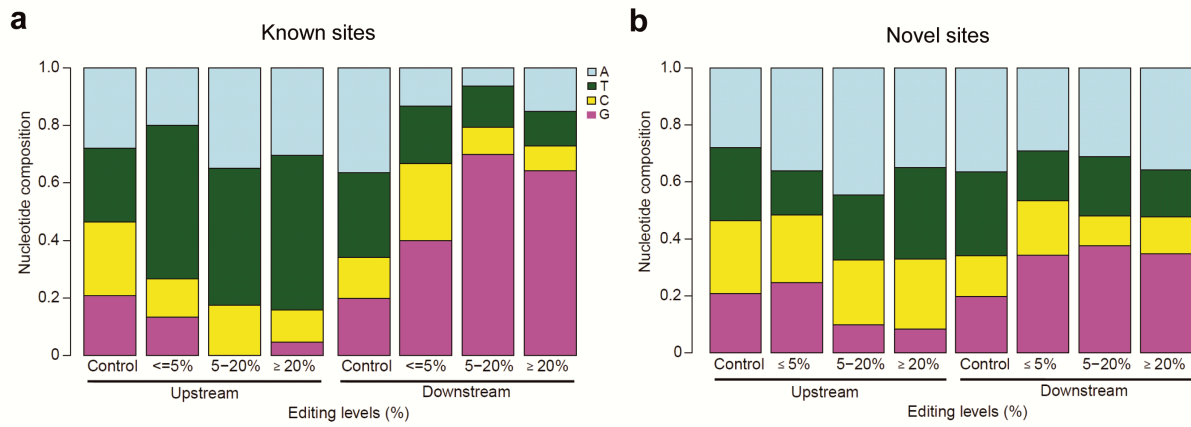 a
Known sites
Nucleotide composition
1.0
0.8
0.6
0.4
0.2
0
A
T
C
G
Control <=5% 5−20% ≥ 20% Control <=5% 5−20% ≥ 20%
Upstream Downstream
Editing levels (%)
b
Novel sites
Nucleotide composition
1.0
0.8
0.6
0.4
0.2
0
Control ≤ 5% 5−20% ≥ 20% Control ≤ 5% 5−20% ≥ 20%
Upstream Downstream
Editing levels (%)